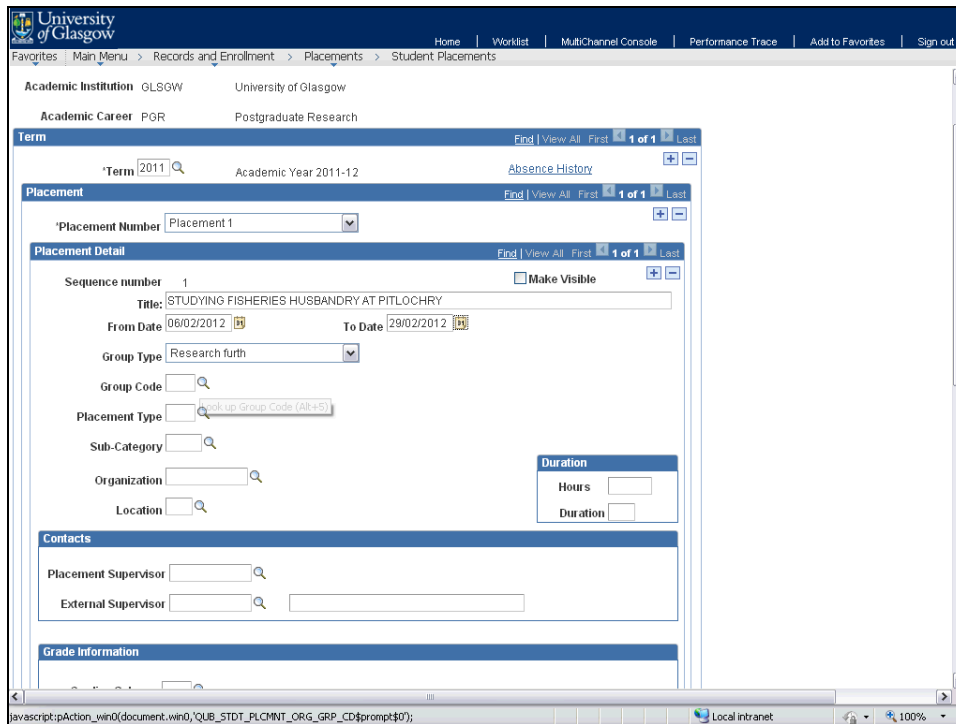 University
of Glasgow
Home | Worklist | MultiChannel Console | Performance Trace | Add to Favorites | Sign out
Favorites Main Menu > Records and Enrollment > Placements > Student Placements
Academic Institution GLSGW University of Glasgow
Academic Career PGR Postgraduate Research
Term Find | View All First 1 of 1 Last
*Term 2011 Academic Year 2011-12 Absence History
Placement Find | View All First 1 of 1 Last
*Placement Number Placement 1
Placement Detail Find | View All First 1 of 1 Last
Sequence number 1 Make Visible
Title: STUDYING FISHERIES HUSBANDRY AT PITLOCHRY
From Date 06/02/2012 To Date 29/02/2012
Group Type Research furth
Group Code
Look up Group Code (Alt+5)
Placement Type
Sub-Category
Organization
Location
Duration
Hours
Duration
Contacts
Placement Supervisor
External Supervisor
Grade Information
javascript:pAction_win0(document.win0,'QUB_STDT_PLCMNT_ORG_GRP_CD$prompt$0'); Local intranet 100%